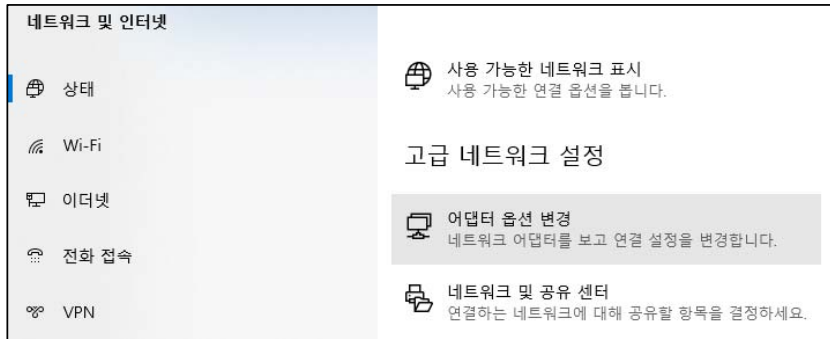 네트워크 및 인터넷
상태
Wi-Fi
이더넷
전화 접속
VPN
사용 가능한 네트워크 표시
사용 가능한 연결 옵션을 봅니다.
고급 네트워크 설정
어댑터 옵션 변경
네트워크 어댑터를 보고 연결 설정을 변경합니다.
네트워크 및 공유 센터
연결하는 네트워크에 대해 공유할 항목을 결정하세요.